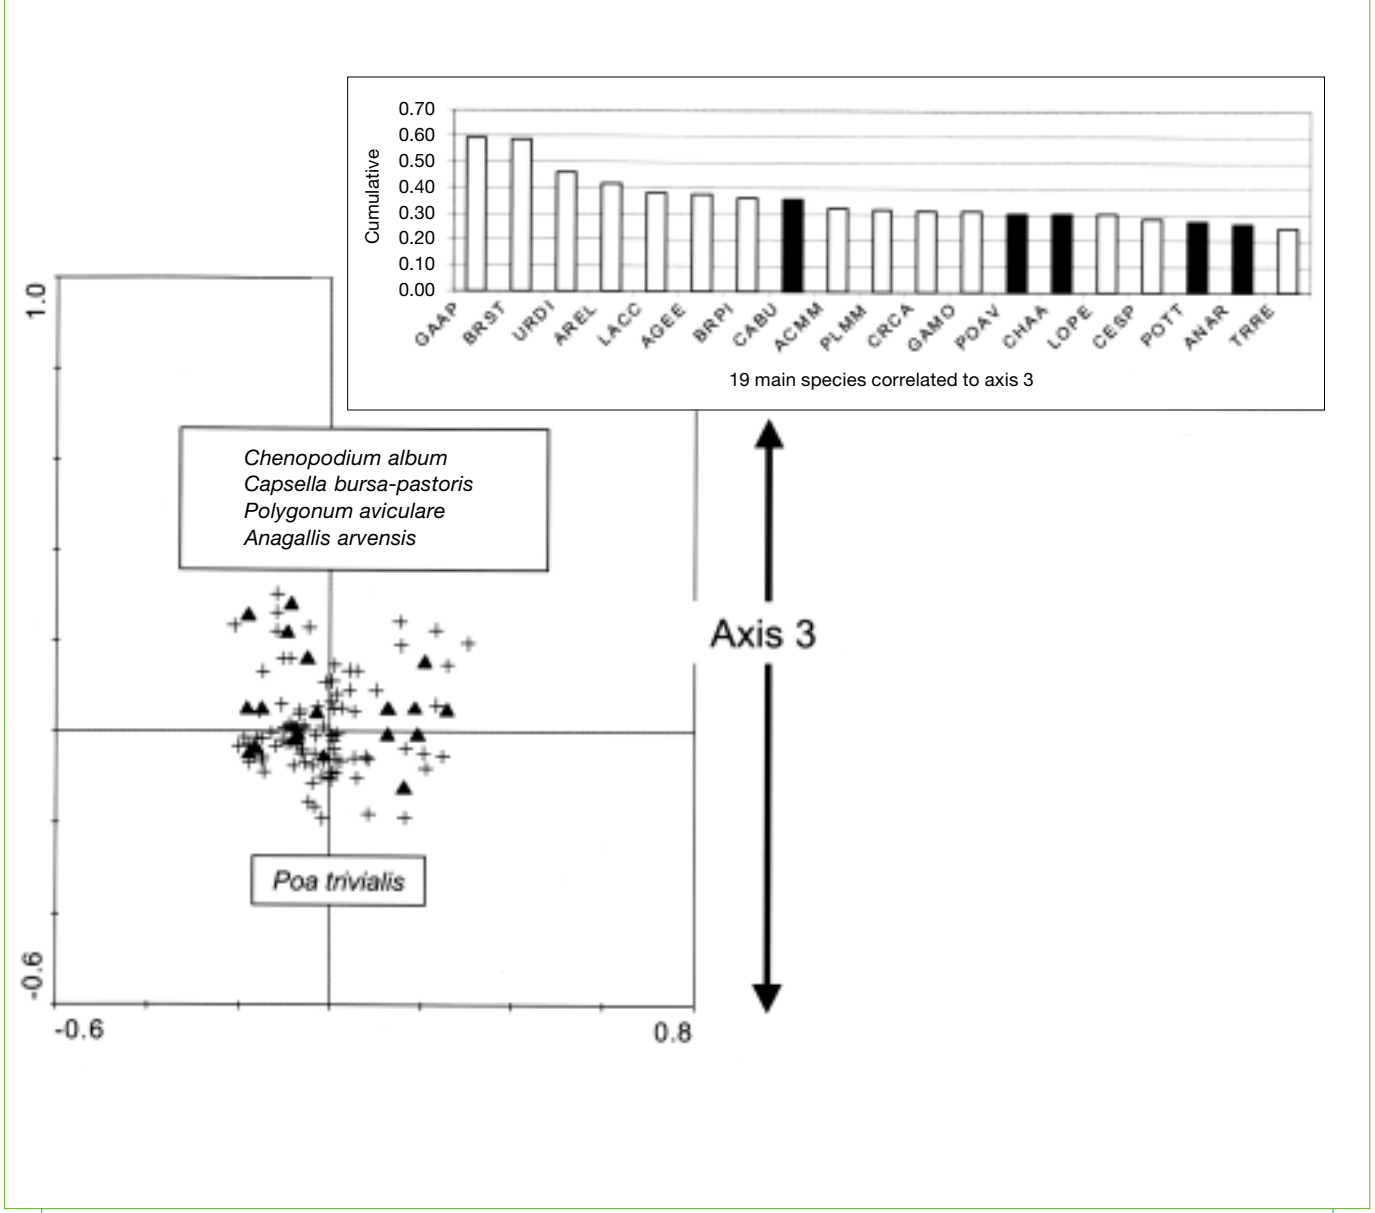 0.70
0.60
0.50
0.40
0.30
0.20
0.10
0.00
Cumulative
GAAP
BRST
URDI
AREL
LACC
AGEE
BRPI
CABU
ACMM
PLMM
CRCA
GAMO
POAV
CHAA
LOPE
CESP
POTT
ANAR
TRRE
19 main species correlated to axis 3
1.0
Chenopodium album
Capsella bursa-pastoris
Polygonum aviculare
Anagallis arvensis
Axis 3
Poa trivialis
-0.6
-0.6
0.8